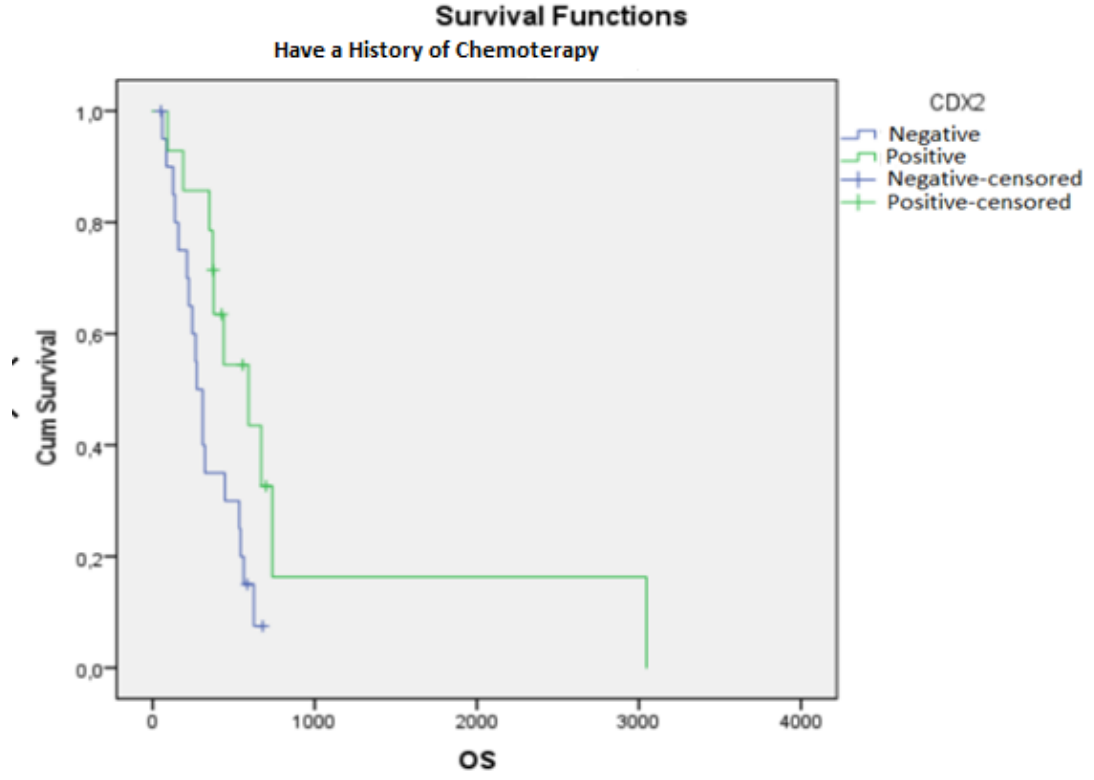 Survival Functions
Have a History of Chemoterapy
CDX2
Negative
Positive
Negative-censored
Positive-censored
1,0
0,8
0,6
0,4
0,2
0,0
Cum Survival
0 1000 2000 3000 4000
OS